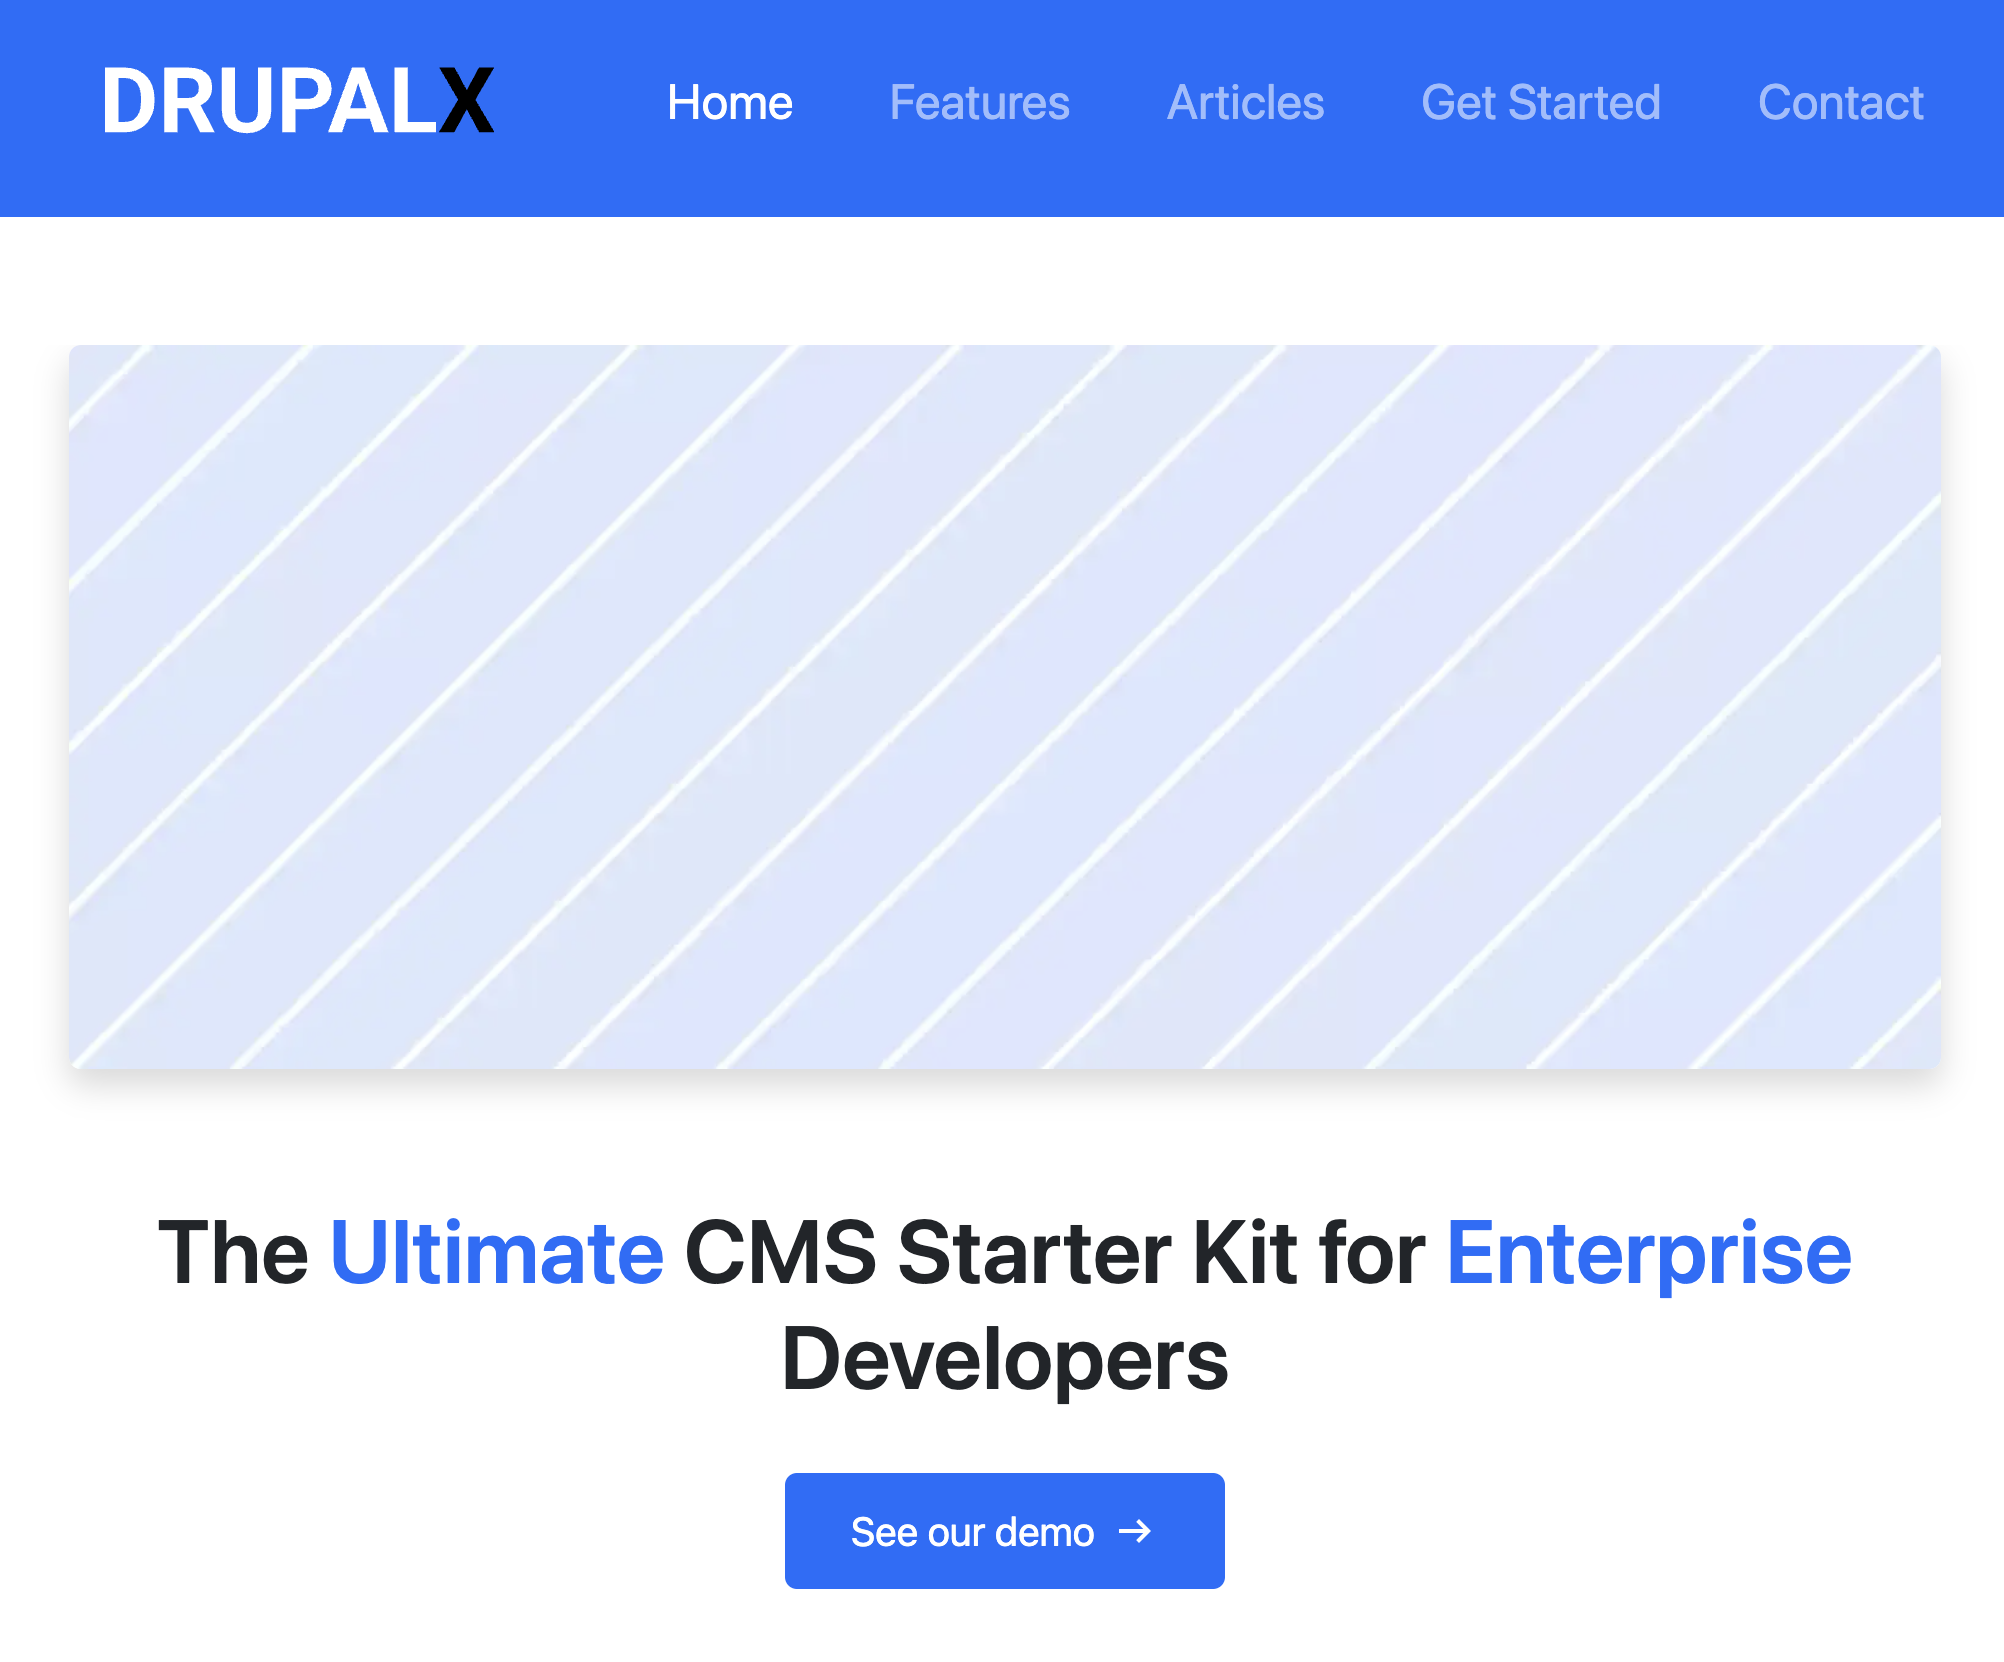 DRUPALX
Home Features Articles Get Started Contact
The Ultimate CMS Starter Kit for Enterprise
Developers
See our demo →